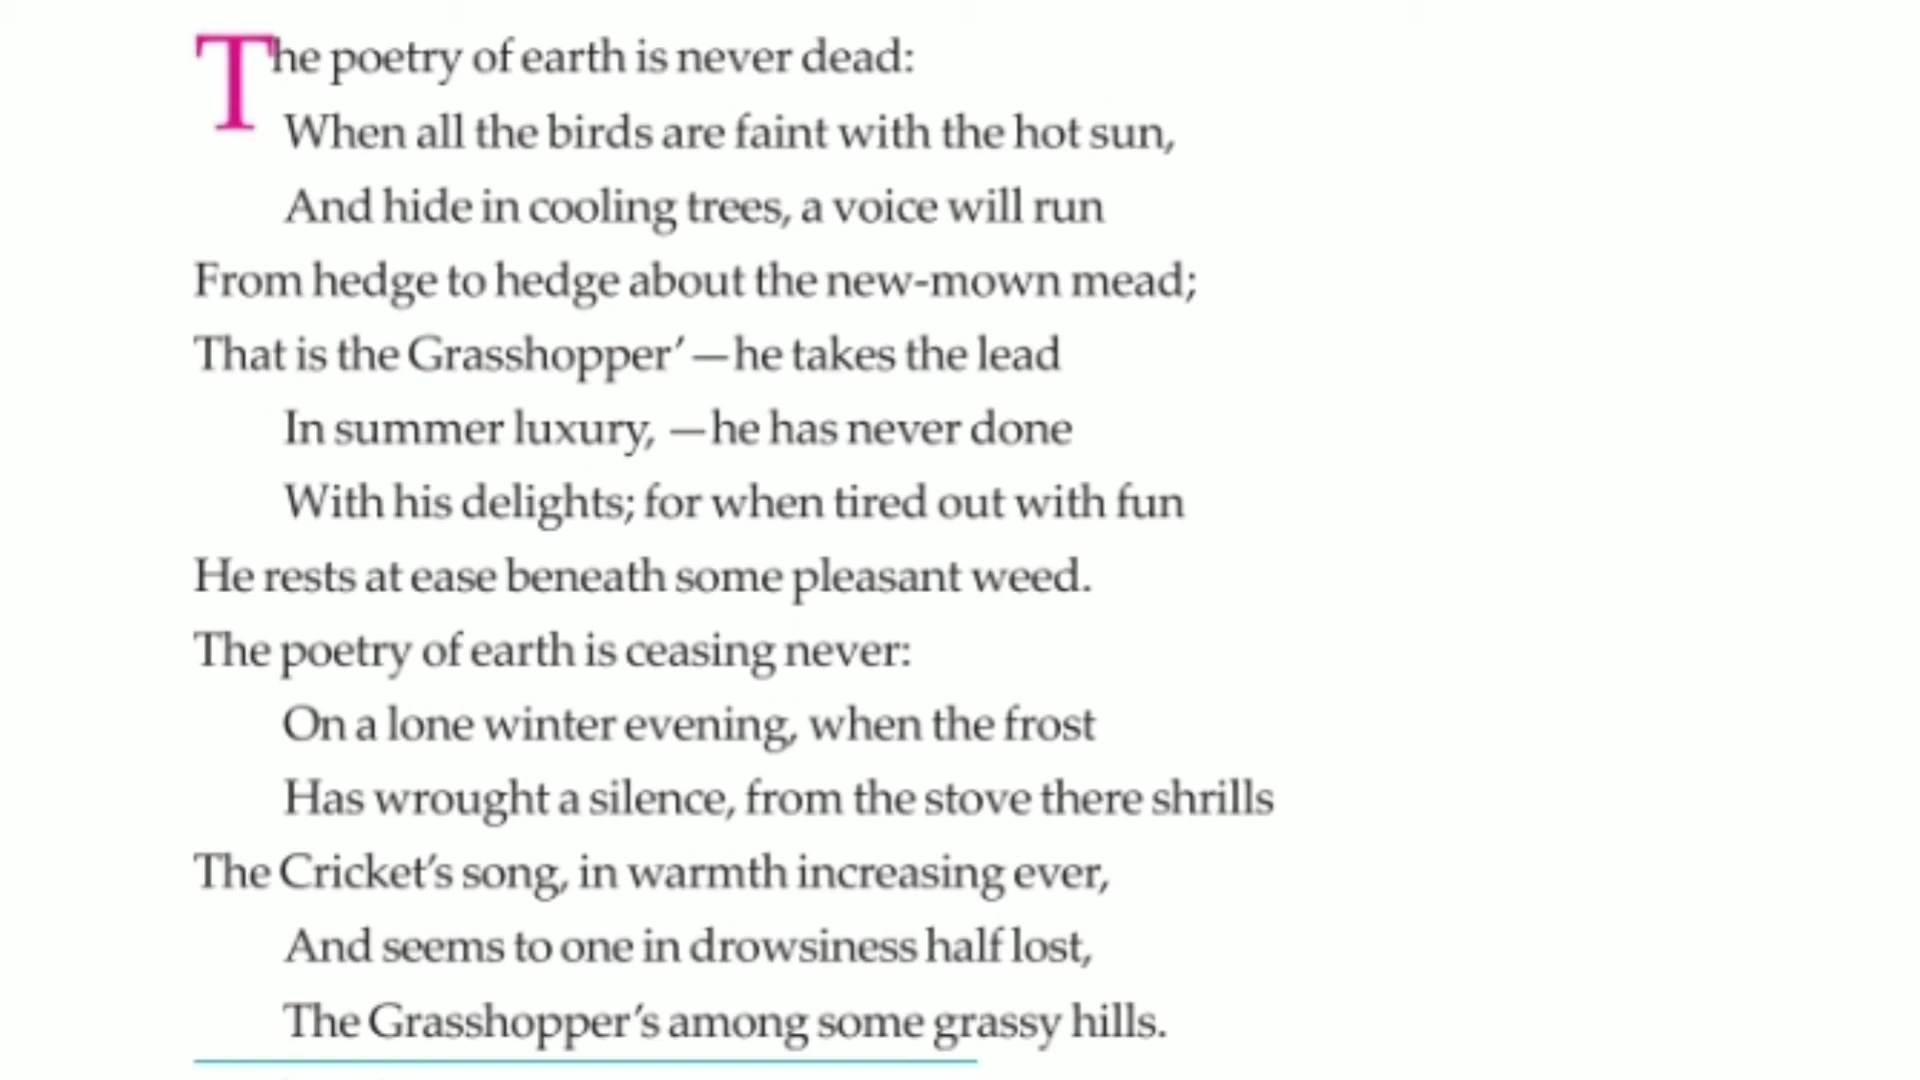 The poetry of earth is never dead:
When all the birds are faint with the hot sun,
And hide in cooling trees, a voice will run
From hedge to hedge about the new-mown mead;
That is the Grasshopper’ —he takes the lead
In summer luxury, —he has never done
With his delights; for when tired out with fun
He rests at ease beneath some pleasant weed.
The poetry of earth is ceasing never:
On a lone winter evening, when the frost
Has wrought a silence, from the stove there shrills
The Cricket’s song, in warmth increasing ever,
And seems to one in drowsiness half lost,
The Grasshopper’s among some grassy hills.